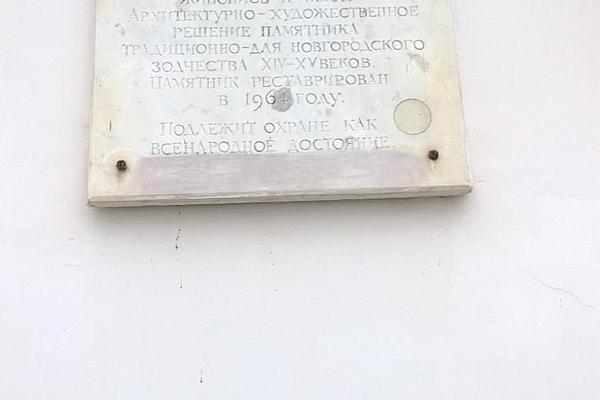 АРХИТЕКТУРНО-ХУДОЖЕСТВЕННОЕ
РЕШЕНИЕ ПАМЯТНИКА
ТРАДИЦИОННО-ДЛЯ НОВГОРОДСКОГО
ЗОДЧЕСТВА XIV-XV ВЕКОВ.
ПАМЯТНИК РЕСТАВРИРОВАН
В ГОДУ.
ПОДЛЕЖИТ ОХРАНЕ КАК
ВСЕНАРОДНОЕ ДОСТОЯНИЕ.